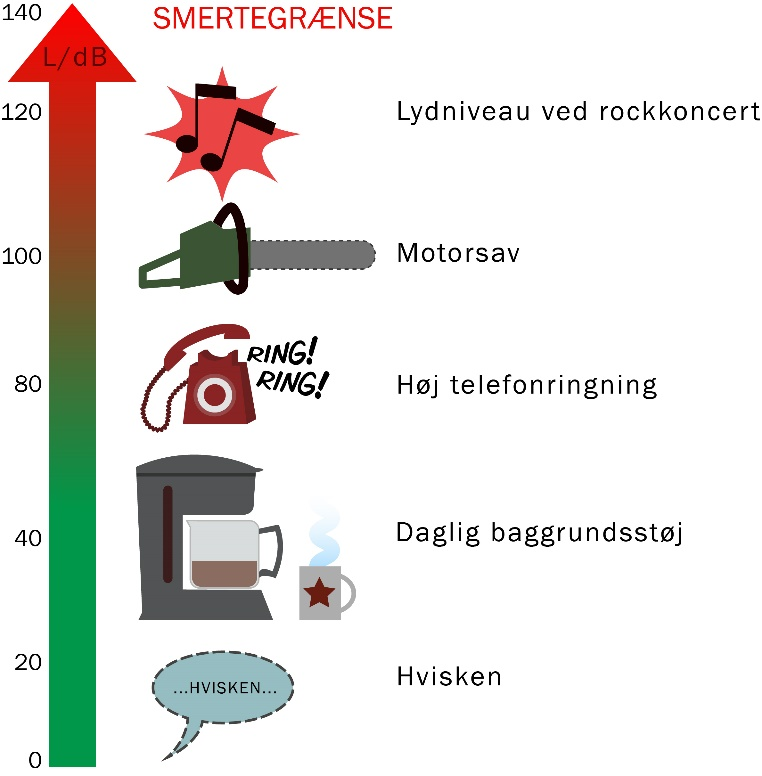 140
SMERTEGRÆNSE
L/dB
120
Lydniveau ved rockkoncert
100
Motorsav
RING!
RING!
80
Høj telefonringning
40
Daglig baggrundsstøj
20
Hvisken
...HVISKEN...
0